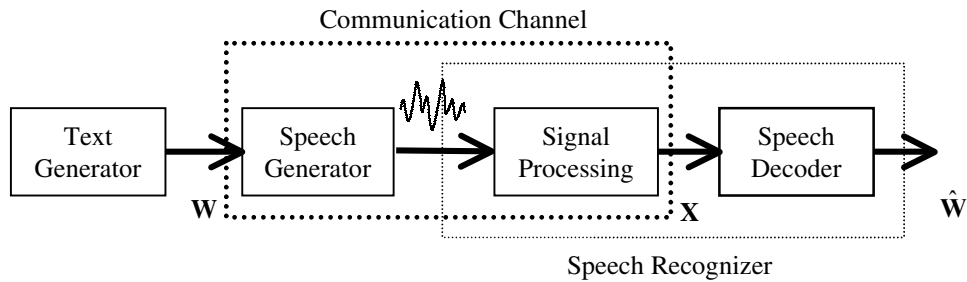 Communication Channel
Text
Generator
Speech
Generator
Signal
Processing
Speech
Decoder
W
X
Ŵ
Speech Recognizer